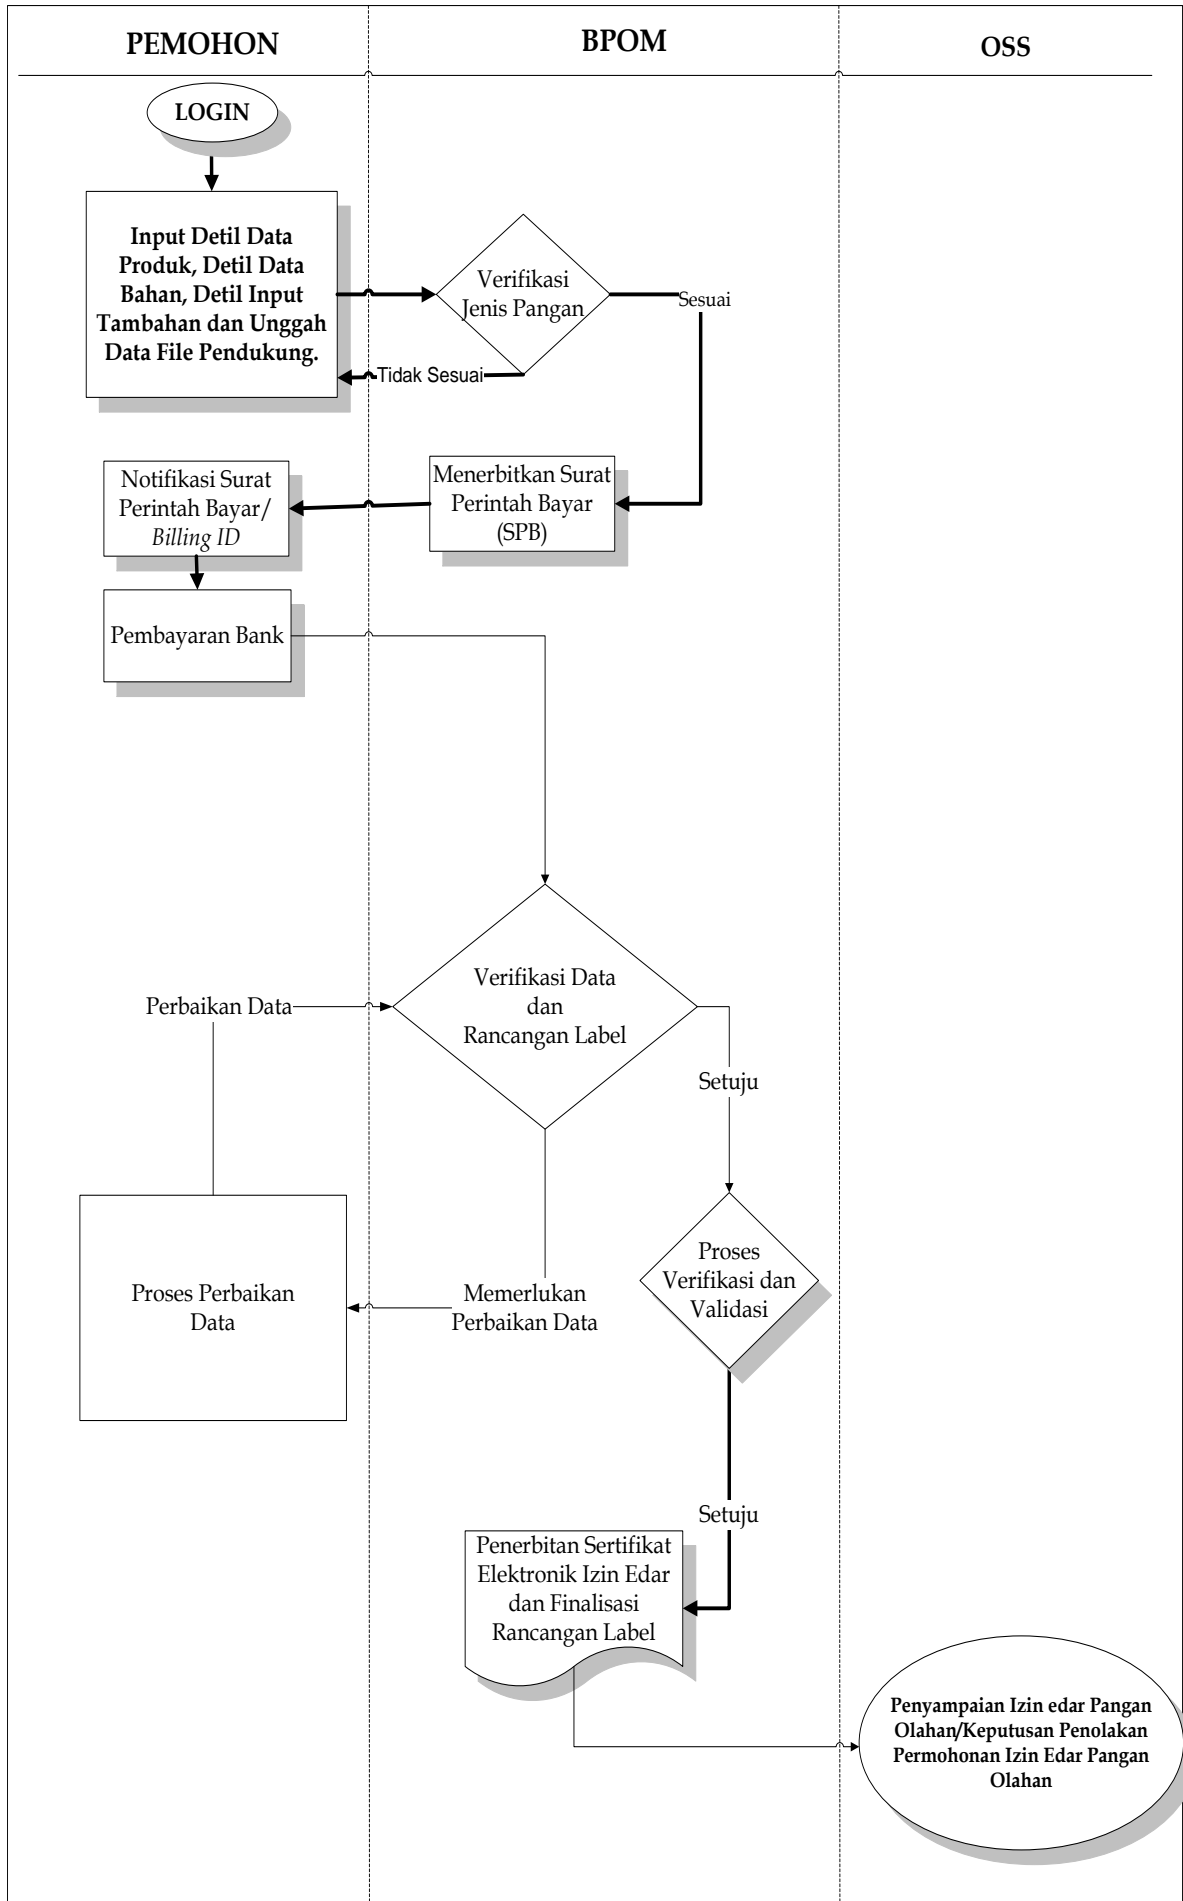 PEMOHON
BPOM
OSS
LOGIN
Input Detil Data
Produk, Detil Data
Bahan, Detil Input
Tambahan dan Unggah
Data File Pendukung.
Verifikasi
Jenis Pangan
Sesuai
Tidak Sesuai
Menerbitkan Surat
Perintah Bayar
(SPB)
Notifikasi Surat
Perintah Bayar/
Billing ID
Pembayaran Bank
Verifikasi Data
dan
Rancangan Label
Perbaikan Data
Setuju
Proses
Verifikasi dan
Validasi
Memerlukan
Perbaikan Data
Proses Perbaikan
Data
Setuju
Penerbitan Sertifikat
Elektronik Izin Edar
dan Finalisasi
Rancangan Label
Penyampaian Izin edar Pangan
Olahan/Keputusan Penolakan
Permohonan Izin Edar Pangan
Olahan